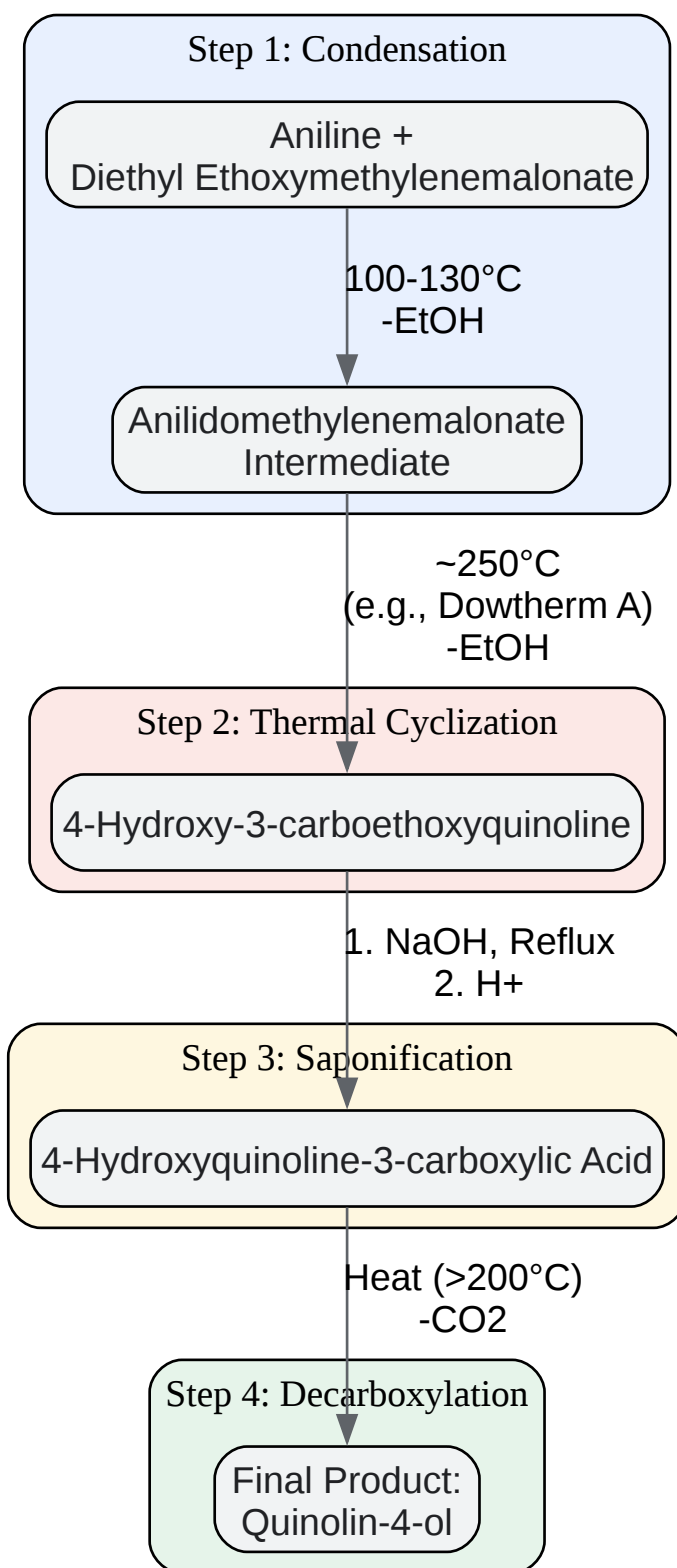 Step 1: Condensation
Aniline +
Diethyl Ethoxymethylenemalonate
100-130°C
-EtOH
Anilidomethylenemalonate
Intermediate
~250°C
(e.g., Dowtherm A)
-EtOH
Step 2: Thermal Cyclization
4-Hydroxy-3-carboethoxyquinoline
1. NaOH, Reflux
2. H+
Step 3: Saponification
4-Hydroxyquinoline-3-carboxylic Acid
Heat (>200°C)
-CO2
Step 4: Decarboxylation
Final Product:
Quinolin-4-ol